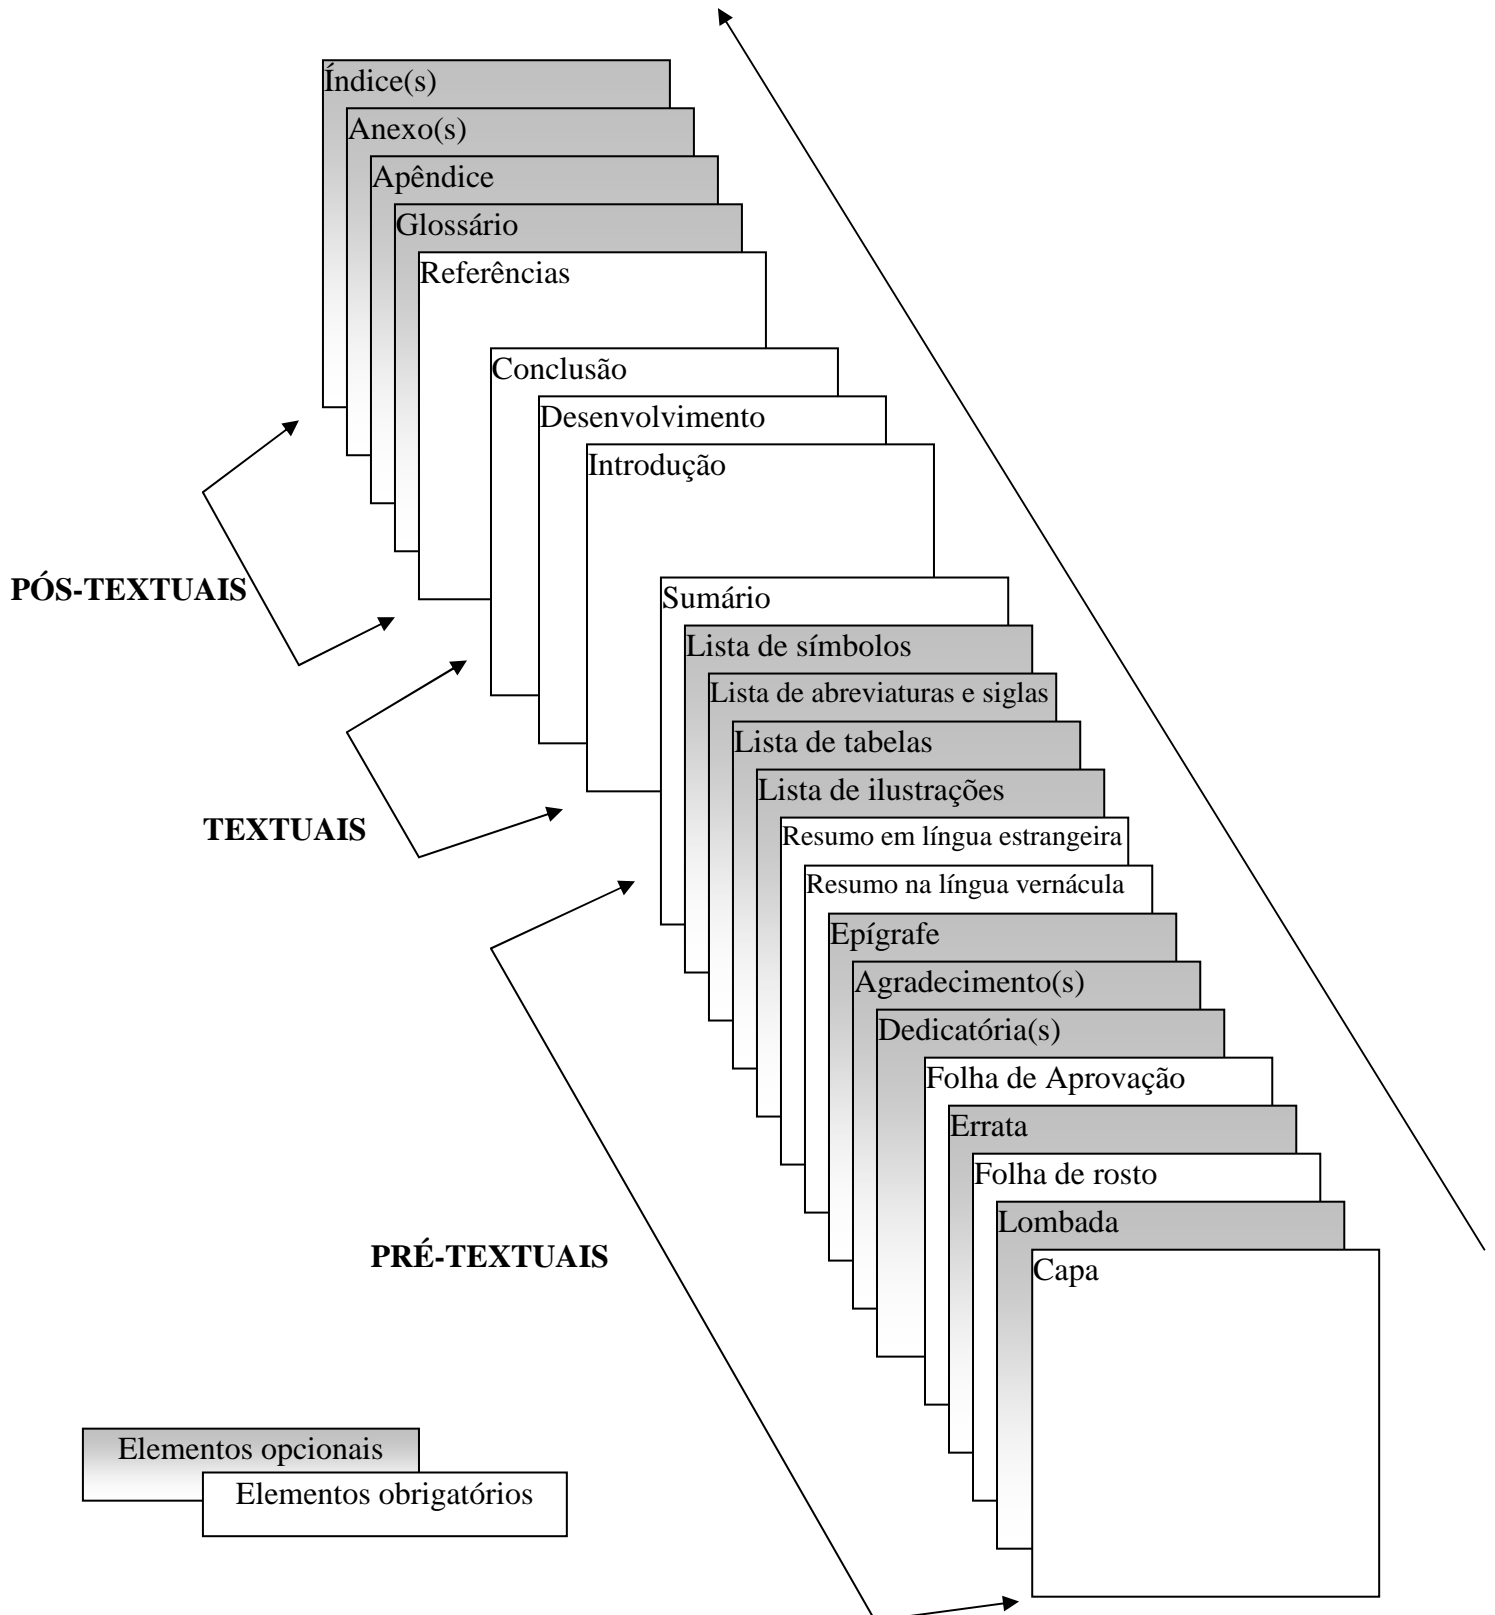 Índice(s)
Anexo(s)
Apêndice
Glossário
Referências
Conclusão
Desenvolvimento
Introdução
PÓS-TEXTUAIS
Sumário
Lista de símbolos
Lista de abreviaturas e siglas
Lista de tabelas
Lista de ilustrações
TEXTUAIS
Resumo em língua estrangeira
Resumo na língua vernácula
Epígrafe
Agradecimento(s)
Dedicatória(s)
Folha de Aprovação
Errata
Folha de rosto
Lombada
PRÉ-TEXTUAIS
Capa
Elementos opcionais
Elementos obrigatórios